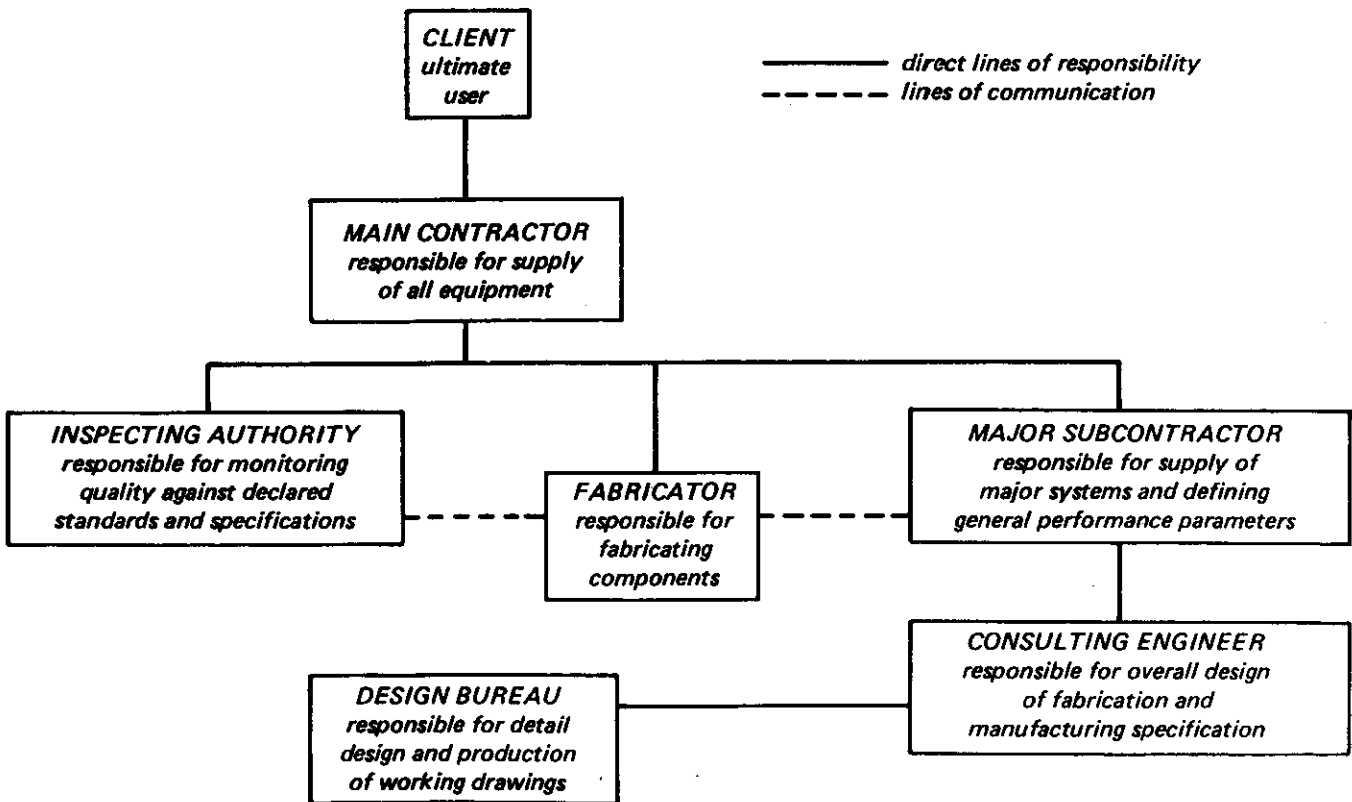 CLIENT
ultimate
user
direct lines of responsibility
lines of communication
MAIN CONTRACTOR
responsible for supply
of all equipment
INSPECTING AUTHORITY
responsible for monitoring
quality against declared
standards and specifications
FABRICATOR
responsible for
fabricating
components
MAJOR SUBCONTRACTOR
responsible for supply of
major systems and defining
general performance parameters
CONSULTING ENGINEER
responsible for overall design
of fabrication and
manufacturing specification
DESIGN BUREAU
responsible for detail
design and production
of working drawings